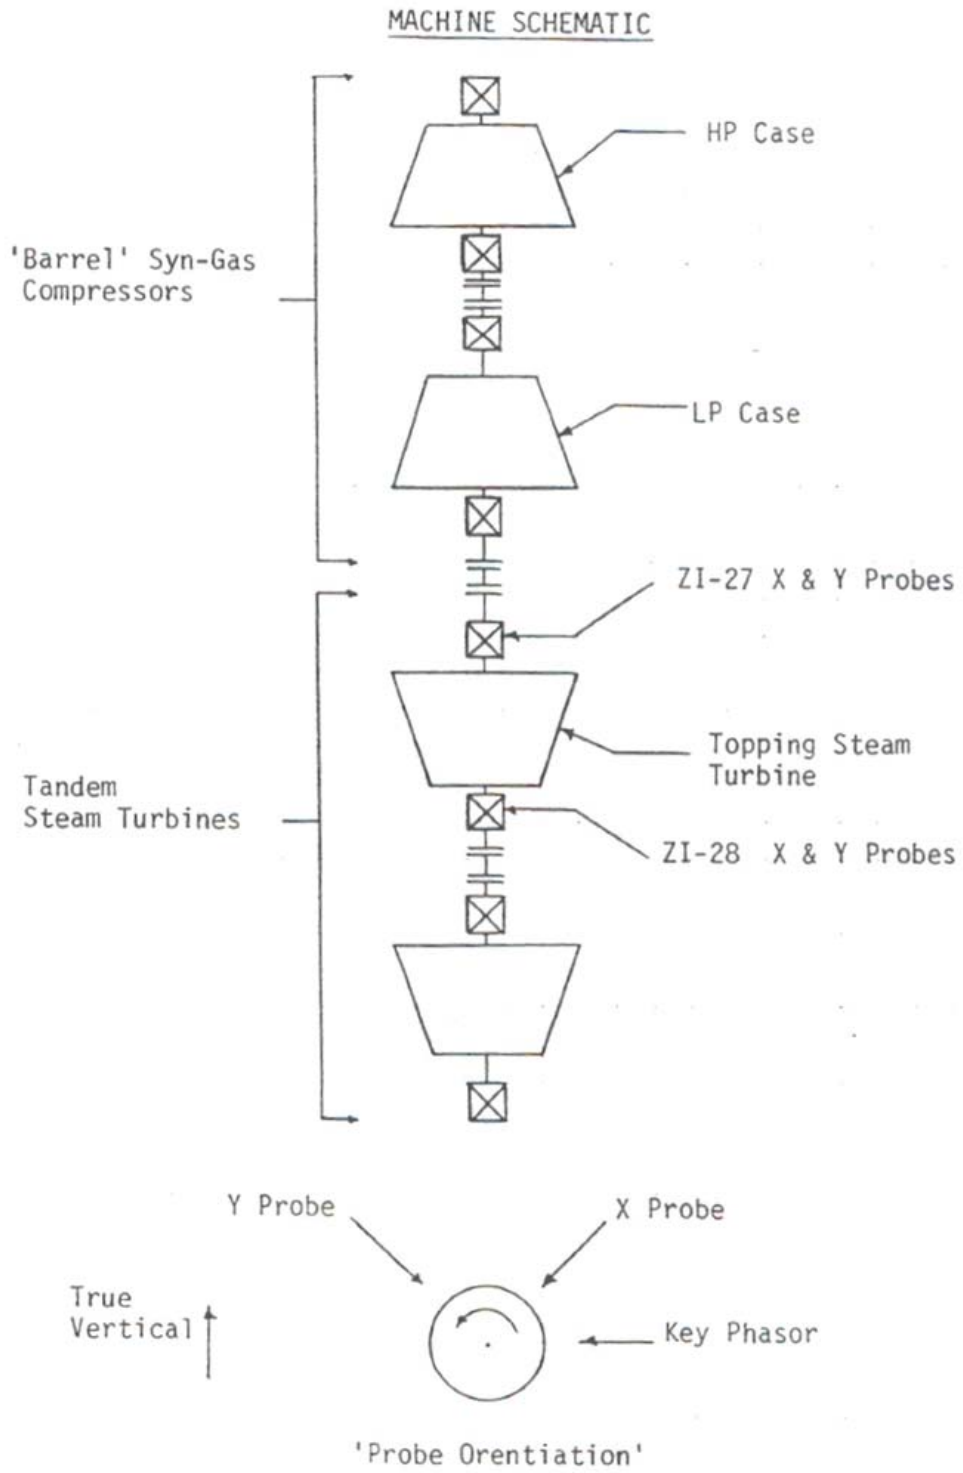 MACHINE SCHEMATIC
HP Case
'Barrel' Syn-Gas
Compressors
LP Case
ZI-27 X & Y Probes
Topping Steam
Turbine
Tandem
Steam Turbines
ZI-28 X & Y Probes
Y Probe
X Probe
True
Vertical
Key Phasor
'Probe Orentiation'